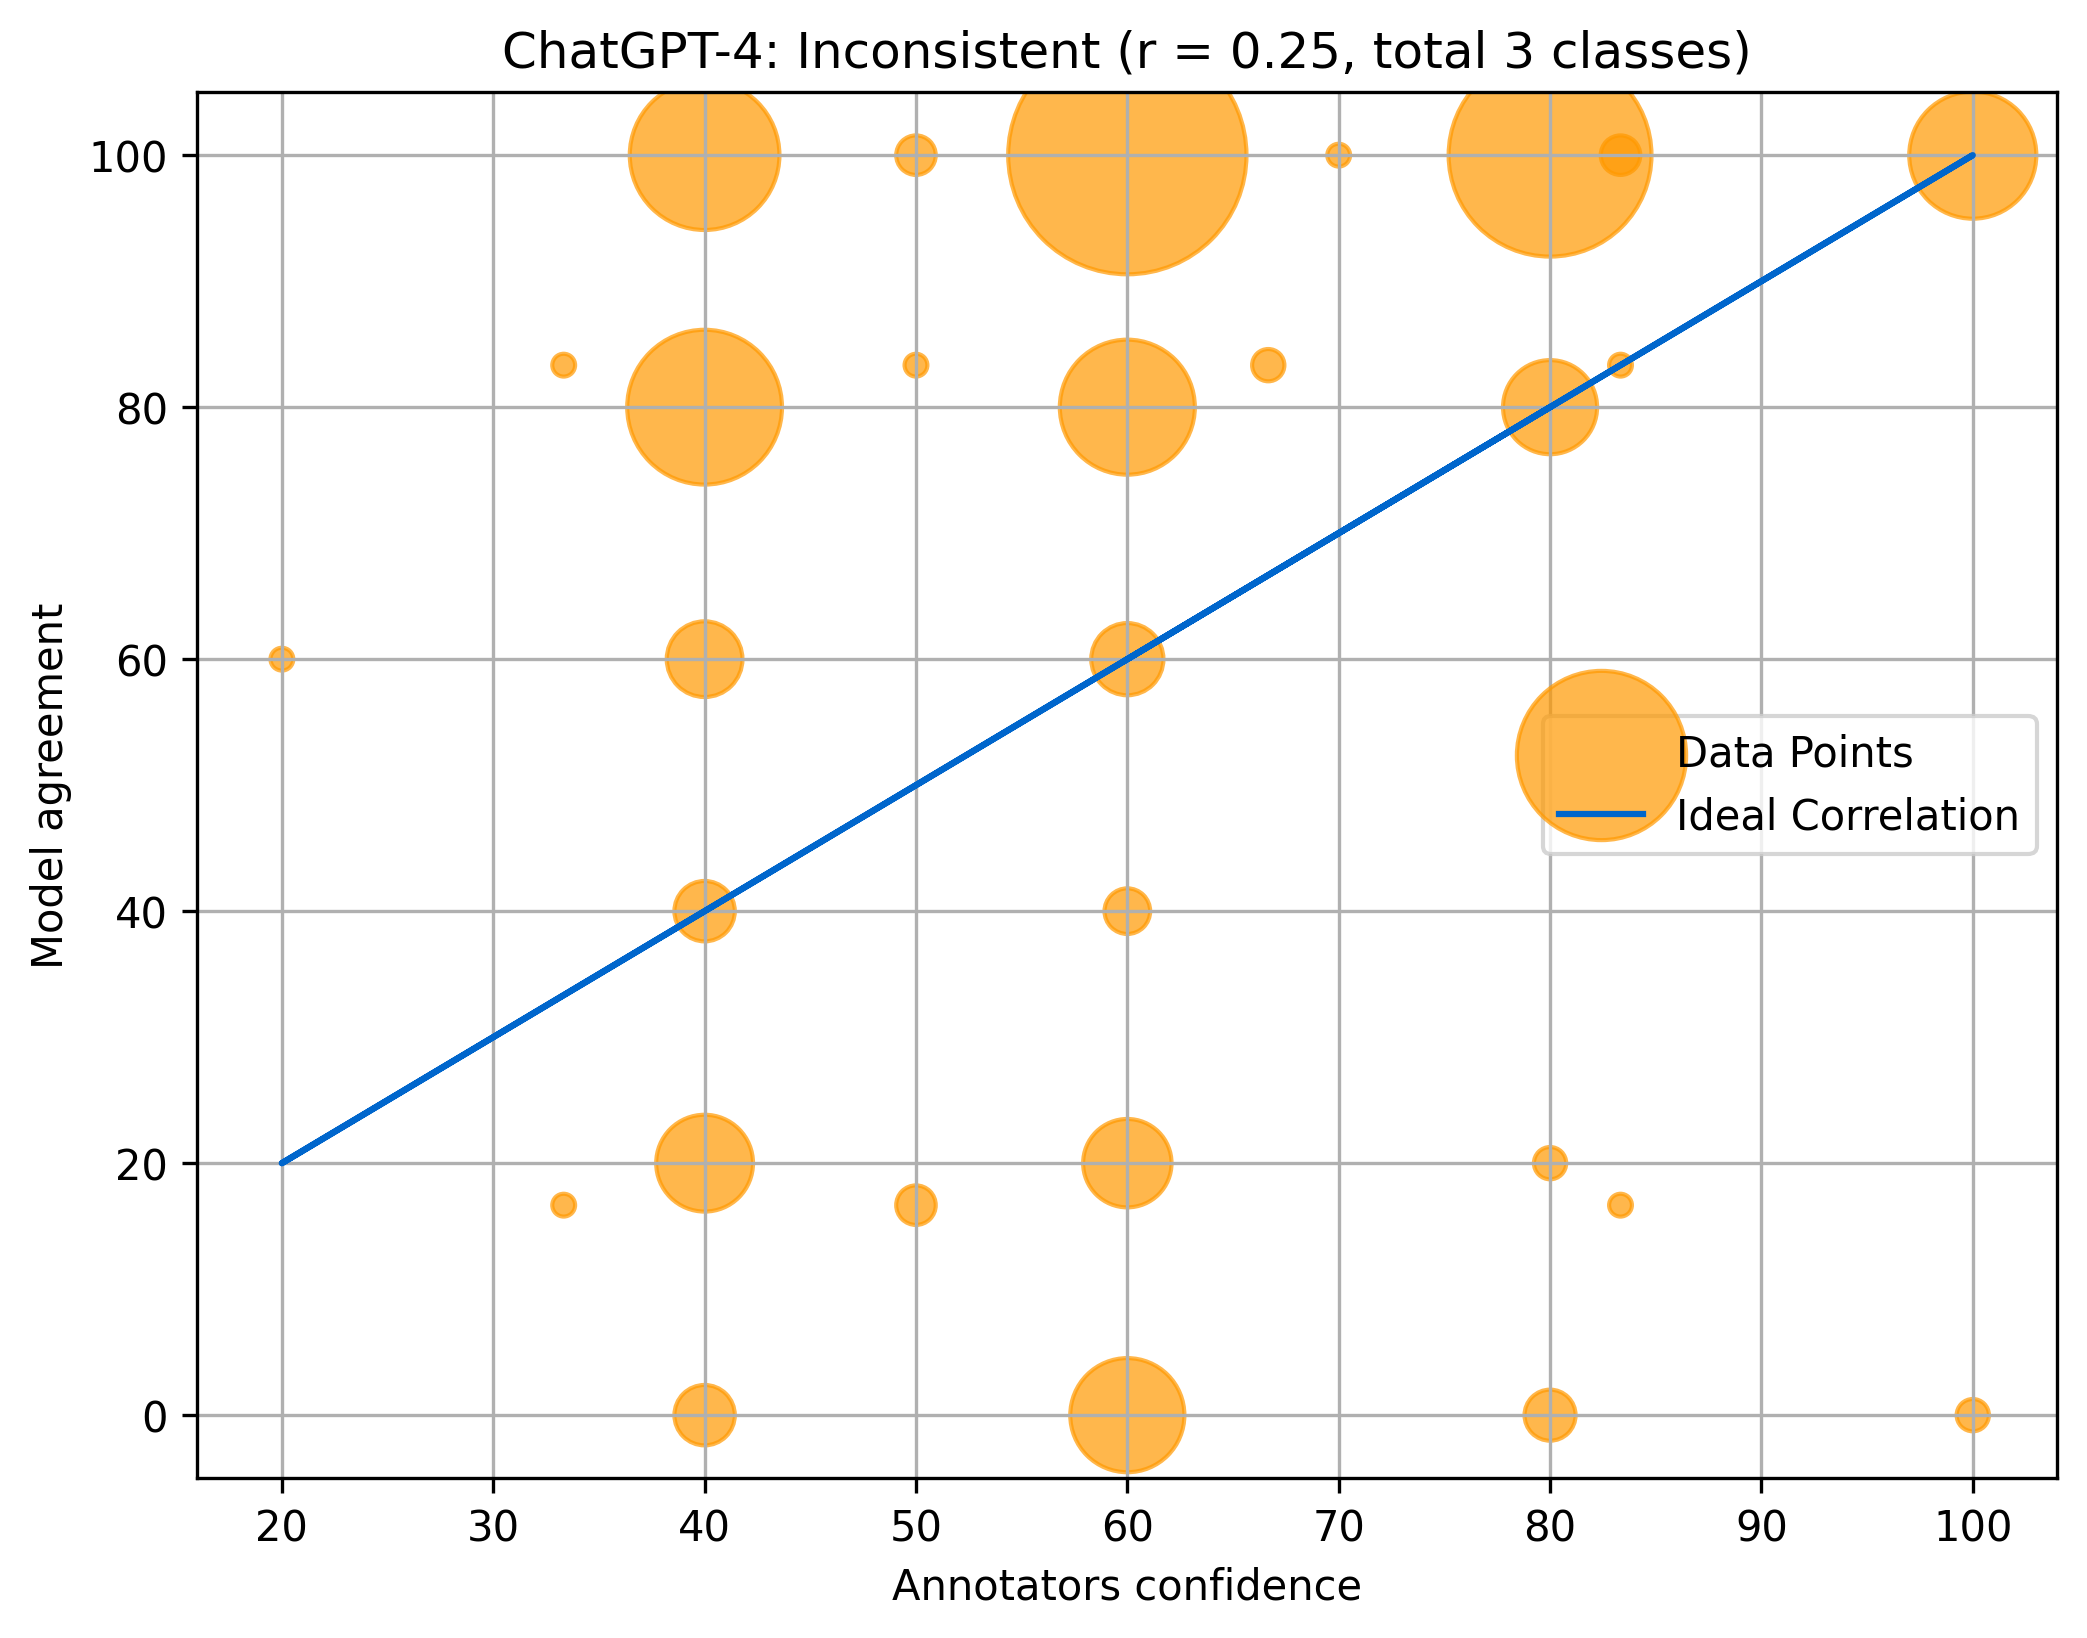 ChatGPT-4: Inconsistent (r = 0.25, total 3 classes)
100
80
60
40
20
0
Model agreement
Data Points
Ideal Correlation
20 30 40 50 60 70 80 90 100
Annotators confidence